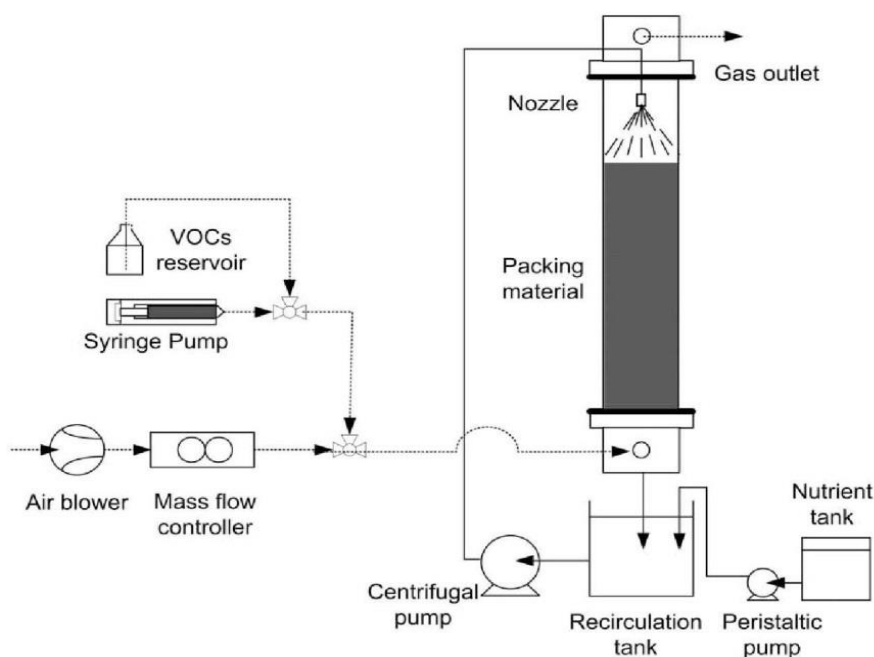 Gas outlet
Nozzle
VOCs
reservoir
Packing
material
Syringe Pump
Air blower
Mass flow
controller
Nutrient
tank
Centrifugal
pump
Recirculation
tank
Peristaltic
pump